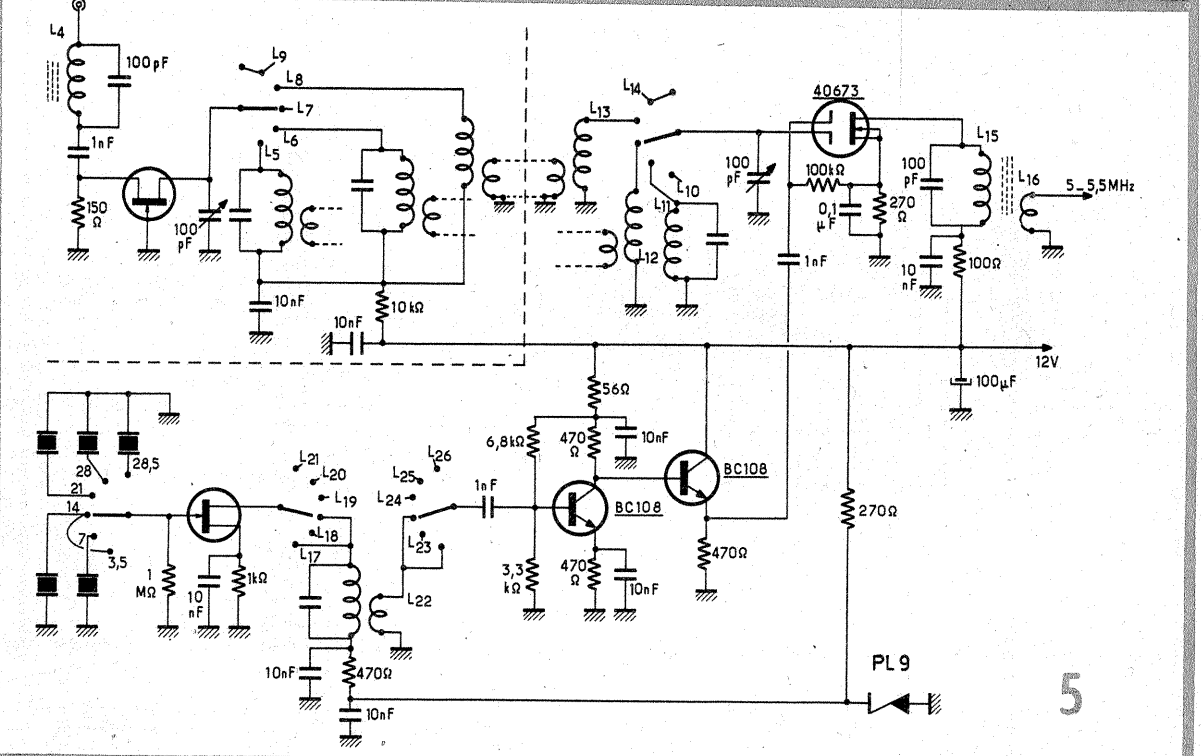 L4
100pF
1nF
150
Ω
100
pF
L9
L8
L7
L6
L5
10nF
10kΩ
10nF
L13
L14
L10
L11
L12
100
pF
40673
100kΩ
0,1
µF
270
Ω
1nF
100
pF
L15
L16
5_5,5MHz
10
nF
100Ω
12V
100µF
28
28,5
21
14
7
3,5
1
MΩ
10
nF
1kΩ
L21
L20
L19
L18
L17
L26
L25
L24
L23
L22
10nF
470Ω
10nF
1nF
6,8kΩ
56Ω
470
Ω
10nF
BC108
BC108
3,3
kΩ
470
Ω
10nF
470Ω
270Ω
PL9
5